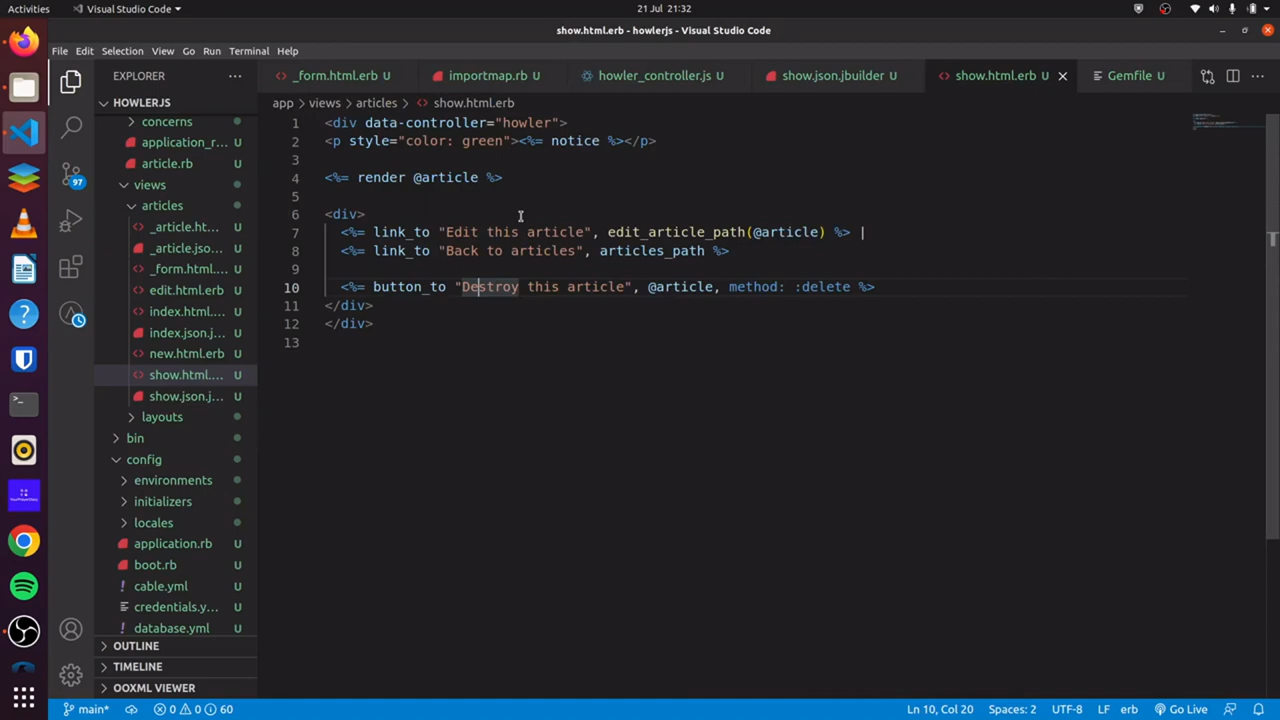 Activities
Visual Studio Code
21 Jul 21:32
show.html.erb - howlerjs - Visual Studio Code
File Edit Selection View Go Run Terminal Help
EXPLORER
_form.html.erb U
importmap.rb U
howler_controller.js U
show.json.jbuilder U
show.html.erb U
Gemfile U
HOWLERJS
concerns
application_r... U
article.rb U
views
articles
_article.ht... U
_article.jso... U
_form.html.... U
edit.html.erb U
index.html.... U
index.json.j... U
new.html.erb U
show.html.... U
show.json.j... U
layouts
bin
config
environments
initializers
locales
application.rb U
boot.rb U
cable.yml U
credentials.y... U
database.yml U
OUTLINE
TIMELINE
OOXML VIEWER
97
app > views > articles > show.html.erb
1 <div data-controller="howler">
2 <p style="color: green"><%= notice %></p>
3
4 <%= render @article %>
5
6 <div>
7 <%= link_to "Edit this article", edit_article_path(@article) %> |
8 <%= link_to "Back to articles", articles_path %>
9
10 <%= button_to "Destroy this article", @article, method: :delete %>
11 </div>
12 </div>
13
main* 0 0 60
Ln 10, Col 20 Spaces: 2 UTF-8 LF erb Go Live